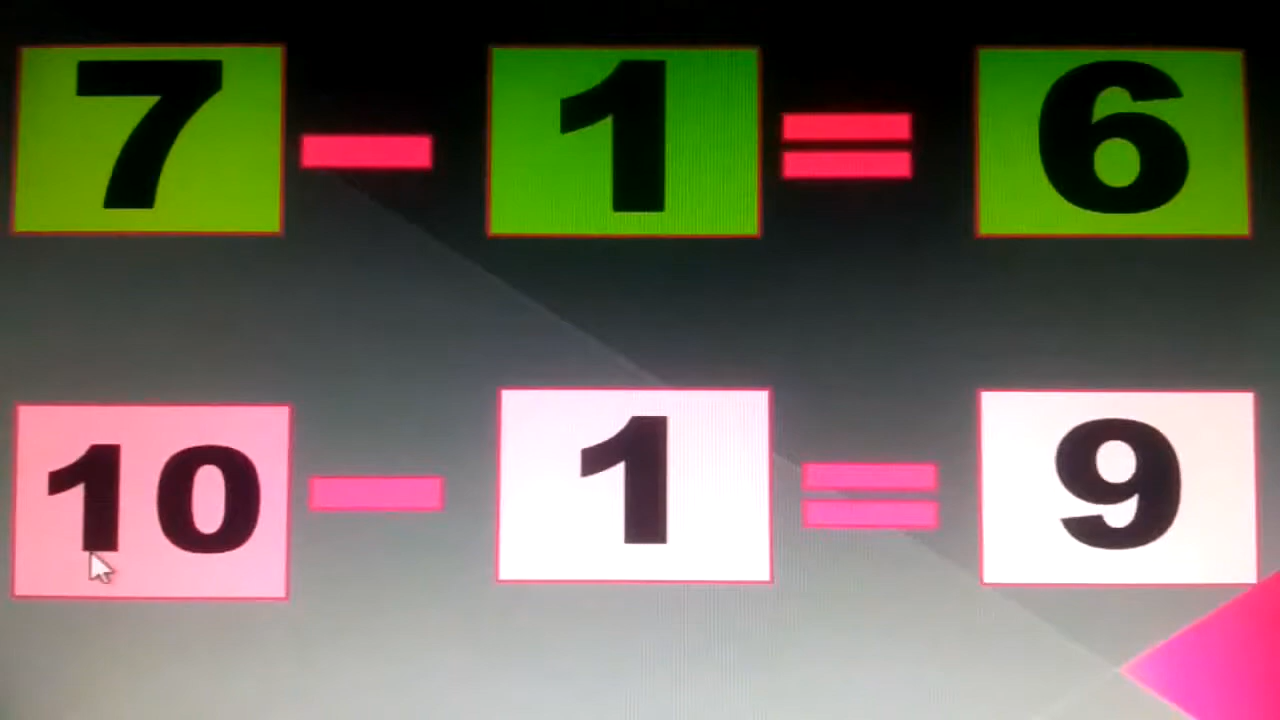 7 - 1 = 6
10 - 1 = 9